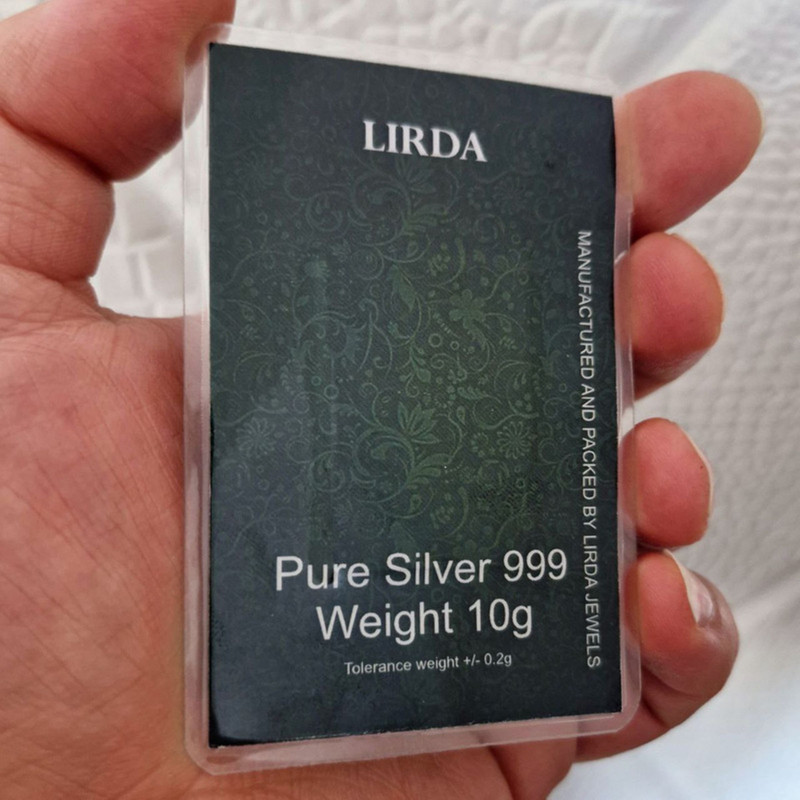 LIRDA
Pure Silver 999
Weight 10g
Tolerance weight +/- 0.2g
MANUFACTURED AND PACKED BY LIRDA JEWELS